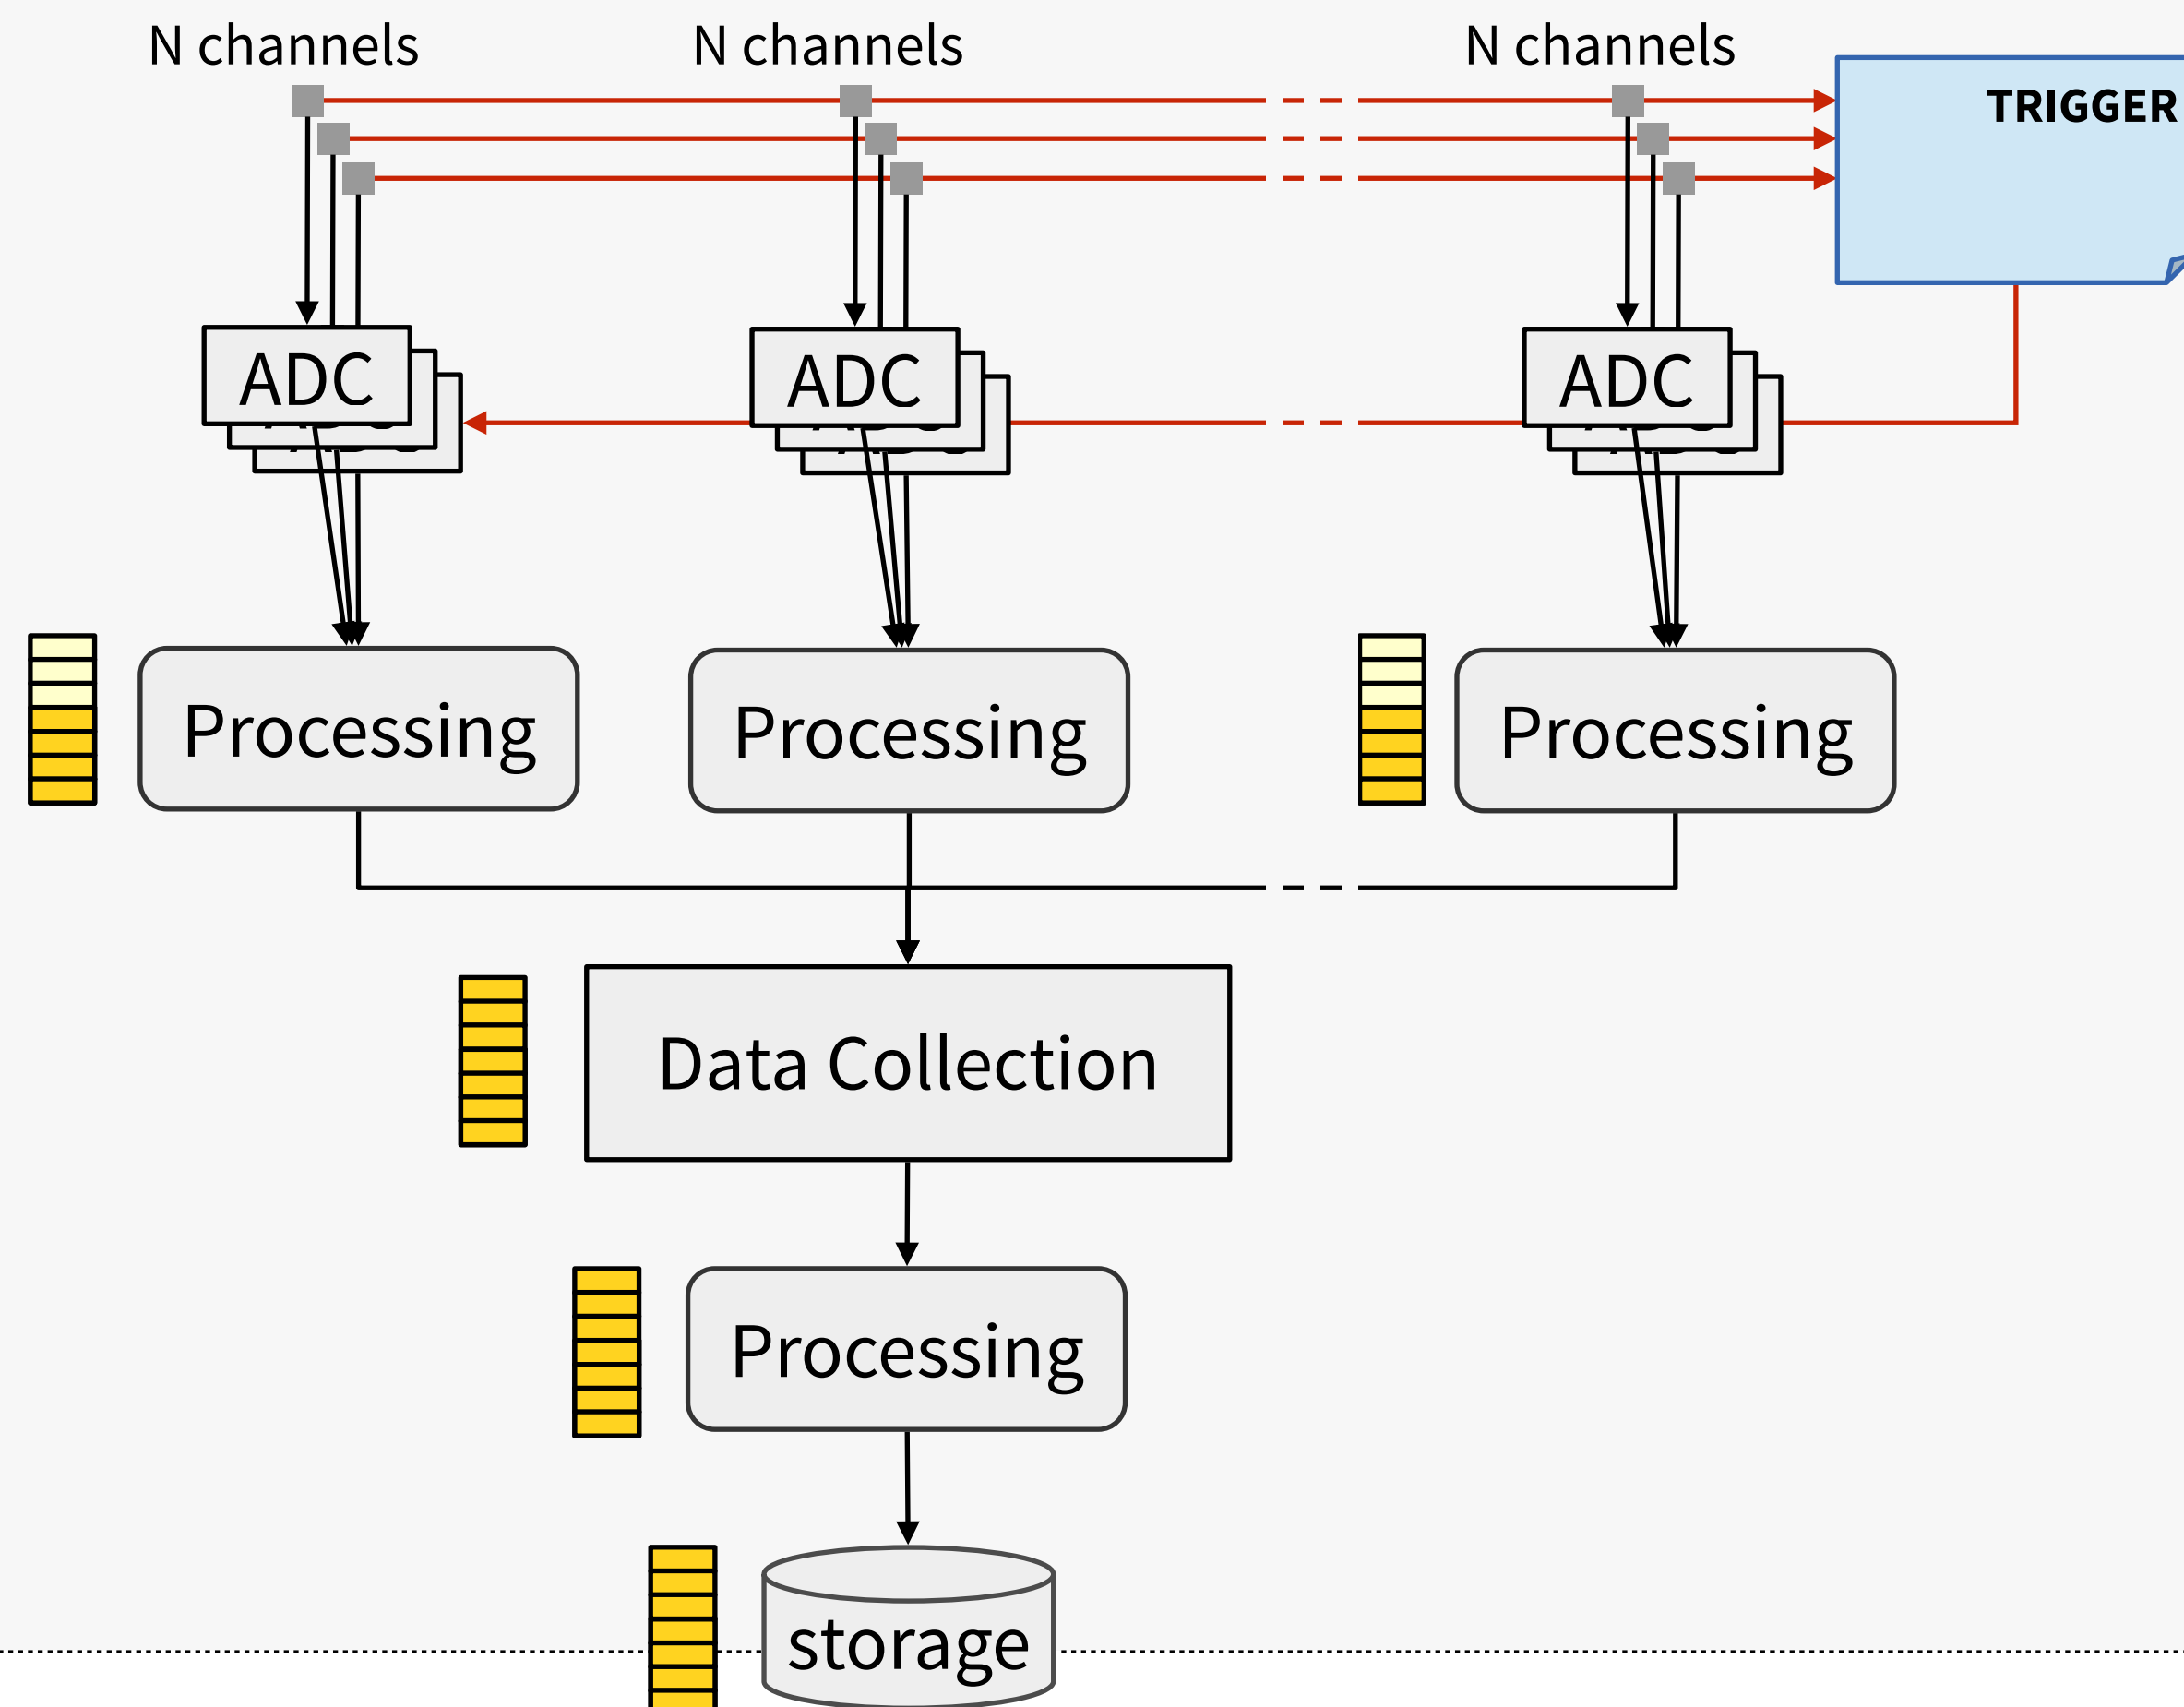 N channels
N channels
N channels
TRIGGER
ADC
ADC
ADC
Processing
Processing
Processing
Data Collection
Processing
storage